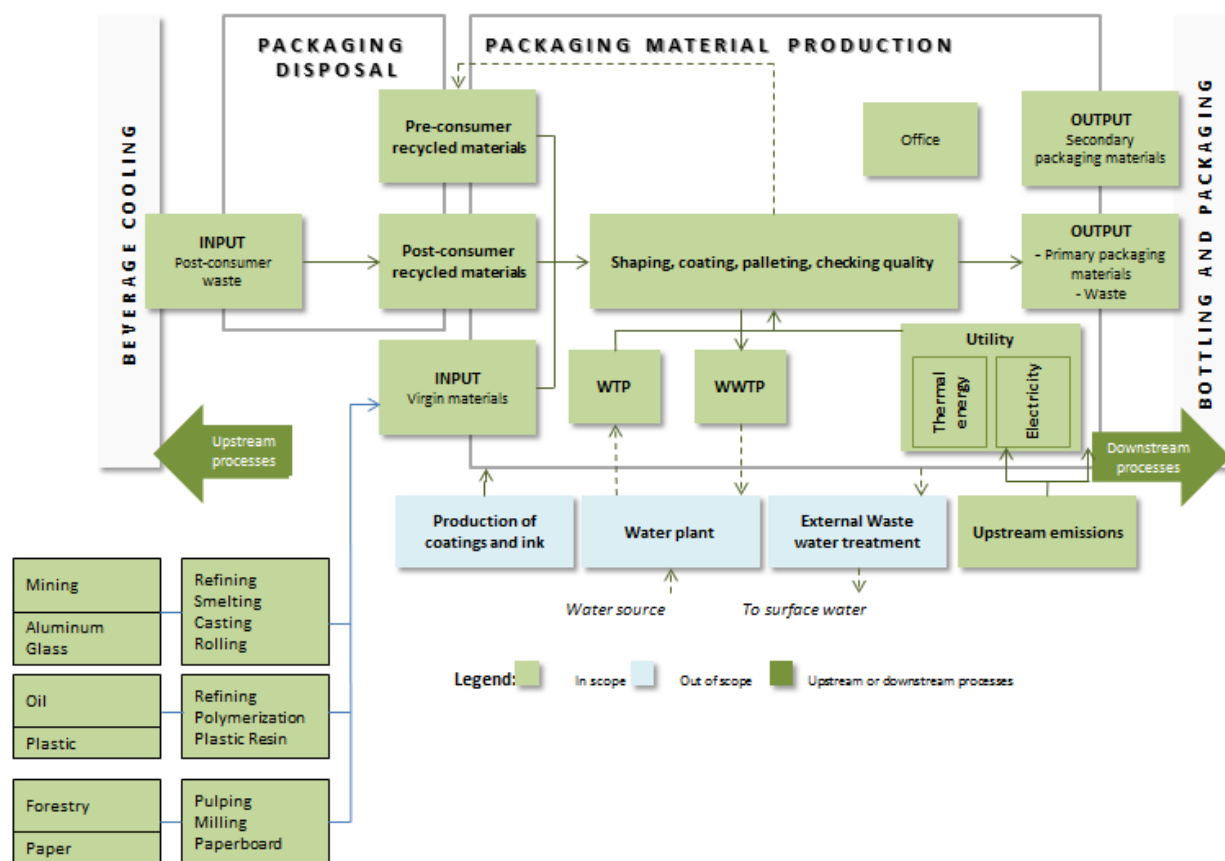 PACKAGING
DISPOSAL
PACKAGING MATERIAL PRODUCTION
BEVERAGE COOLING
BOTTLING AND PACKAGING
Pre-consumer
recycled materials
Office
OUTPUT
Secondary
packaging materials
INPUT
Post-consumer
waste
Post-consumer
recycled materials
Shaping, coating, palleting, checking quality
OUTPUT
- Primary packaging
materials
- Waste
INPUT
Virgin materials
WTP
WWTP
Utility
Thermal
energy
Electricity
Upstream
processes
Downstream
processes
Production of
coatings and ink
Water plant
External Waste
water treatment
Upstream emissions
Water source
To surface water
Mining
Aluminum
Glass
Refining
Smelting
Casting
Rolling
Oil
Plastic
Refining
Polymerization
Plastic Resin
Forestry
Paper
Pulping
Milling
Paperboard
Legend:
In scope
Out of scope
Upstream or downstream processes